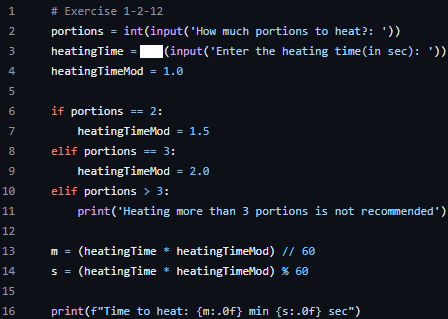 1 # Exercise 1-2-12
2 portions = int(input('How much portions to heat?: '))
3 heatingTime = (input('Enter the heating time(in sec): '))
4 heatingTimeMod = 1.0
5
6 if portions == 2:
7 heatingTimeMod = 1.5
8 elif portions == 3:
9 heatingTimeMod = 2.0
10 elif portions > 3:
11 print('Heating more than 3 portions is not recommended')
12
13 m = (heatingTime * heatingTimeMod) // 60
14 s = (heatingTime * heatingTimeMod) % 60
15
16 print(f"Time to heat: {m:.0f} min {s:.0f} sec")